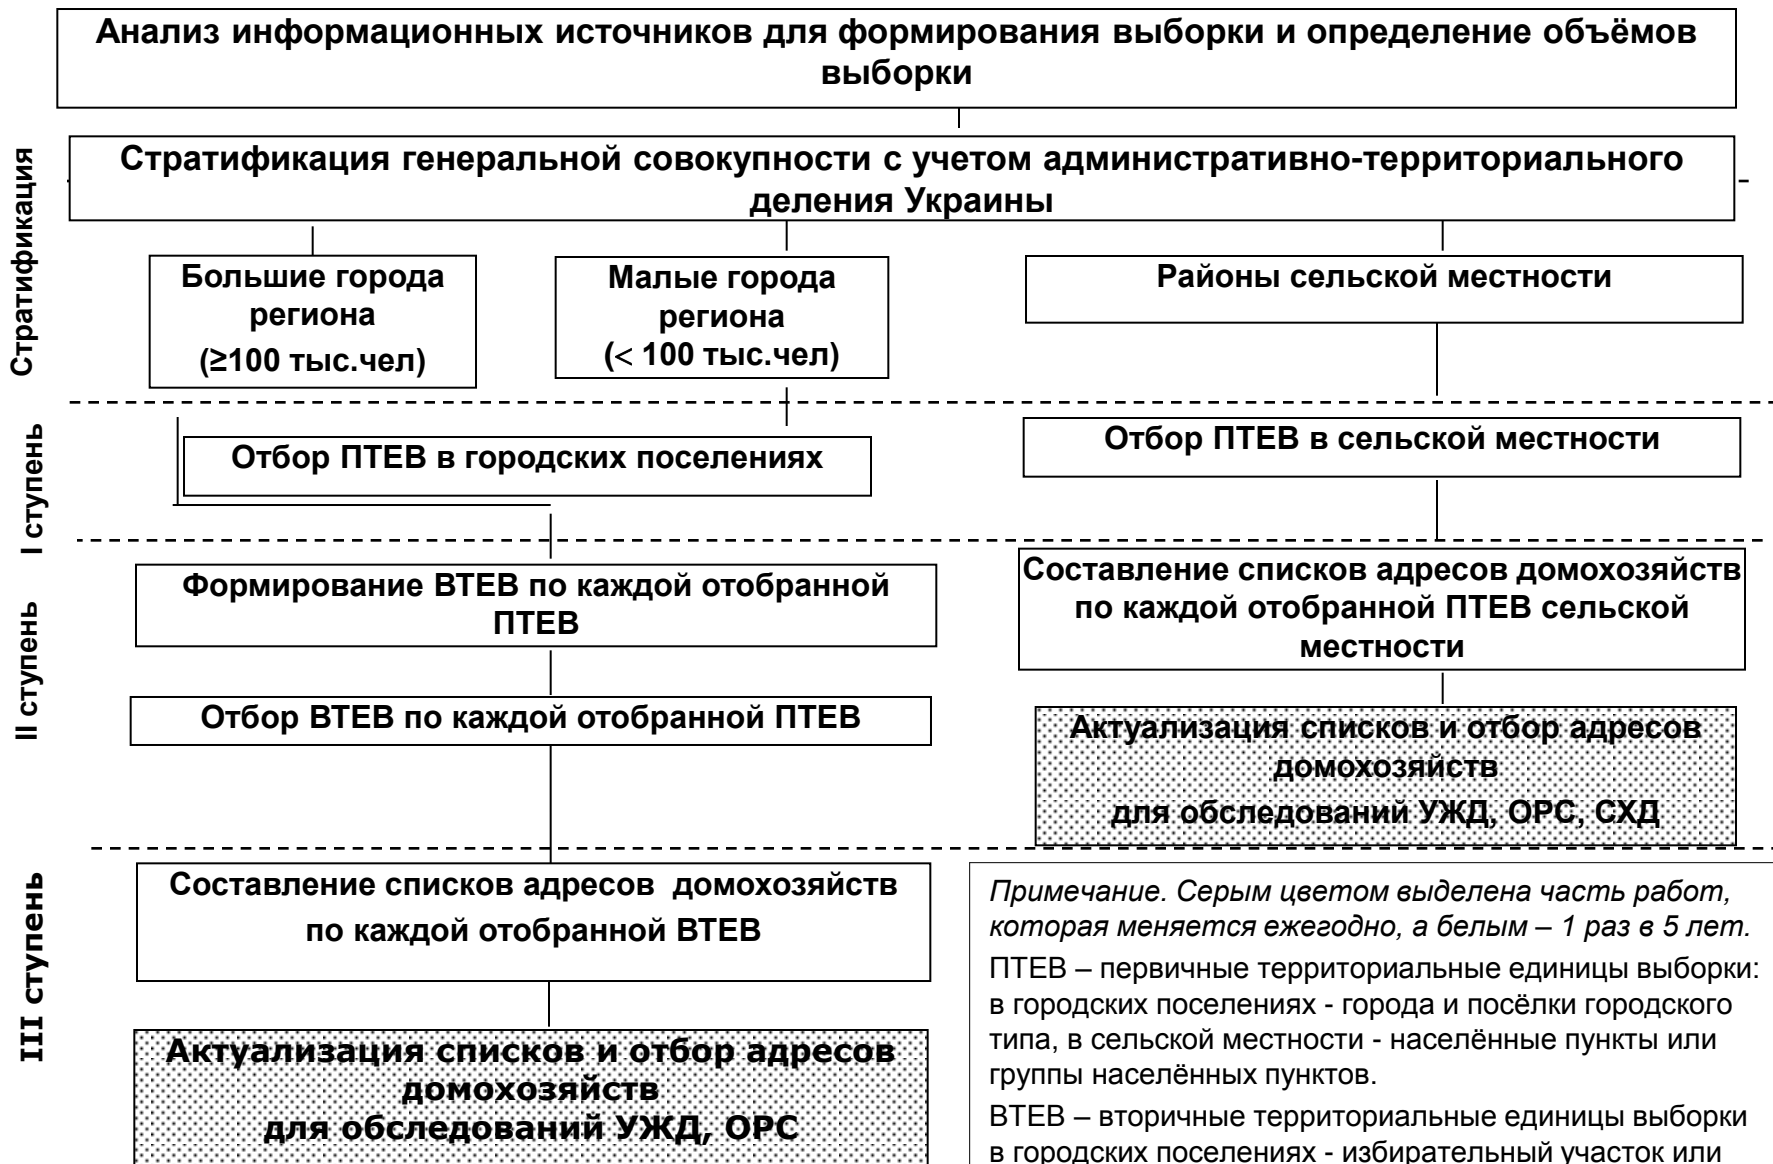 Анализ информационных источников для формирования выборки и определение объёмов
выборки
Стратификация
Стратификация генеральной совокупности с учетом административно-территориального
деления Украины
Большие города
региона
(≥100 тыс.чел)
Малые города
региона
(< 100 тыс.чел)
Районы сельской местности
I ступень
Отбор ПТЕВ в городских поселениях
Отбор ПТЕВ в сельской местности
II ступень
Формирование ВТЕВ по каждой отобранной
ПТЕВ
Отбор ВТЕВ по каждой отобранной ПТЕВ
Составление списков адресов домохозяйств
по каждой отобранной ПТЕВ сельской
местности
Актуализация списков и отбор адресов
домохозяйств
для обследований УЖД, ОРС, СХД
III ступень
Составление списков адресов домохозяйств
по каждой отобранной ВТЕВ
Актуализация списков и отбор адресов
домохозяйств
для обследований УЖД, ОРС
Примечание. Серым цветом выделена часть работ,
которая меняется ежегодно, а белым – 1 раз в 5 лет.
ПТЕВ – первичные территориальные единицы выборки:
в городских поселениях - города и посёлки городского
типа, в сельской местности - населённые пункты или
группы населённых пунктов.
ВТЕВ – вторичные территориальные единицы выборки
в городских поселениях - избирательный участок или